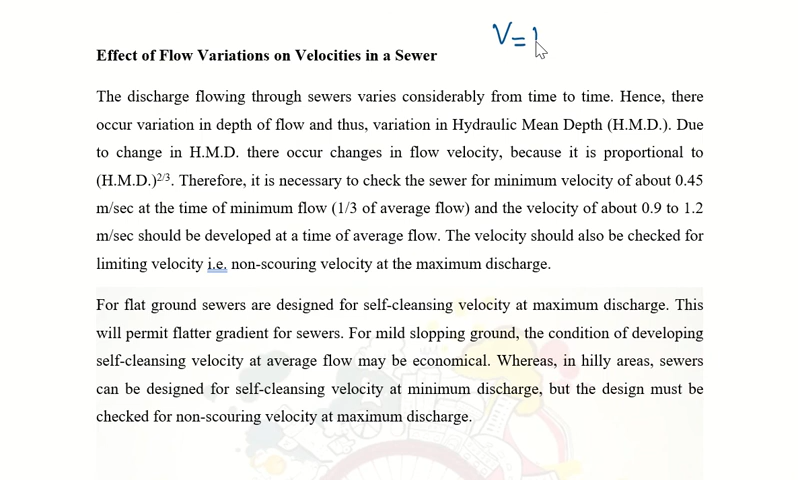 V = 1
Effect of Flow Variations on Velocities in a Sewer
The discharge flowing through sewers varies considerably from time to time. Hence, there
occur variation in depth of flow and thus, variation in Hydraulic Mean Depth (H.M.D.). Due
to change in H.M.D. there occur changes in flow velocity, because it is proportional to
(H.M.D.)^2/3. Therefore, it is necessary to check the sewer for minimum velocity of about 0.45
m/sec at the time of minimum flow (1/3 of average flow) and the velocity of about 0.9 to 1.2
m/sec should be developed at a time of average flow. The velocity should also be checked for
limiting velocity i.e. non-scouring velocity at the maximum discharge.
For flat ground sewers are designed for self-cleansing velocity at maximum discharge. This
will permit flatter gradient for sewers. For mild slopping ground, the condition of developing
self-cleansing velocity at average flow may be economical. Whereas, in hilly areas, sewers
can be designed for self-cleansing velocity at minimum discharge, but the design must be
checked for non-scouring velocity at maximum discharge.